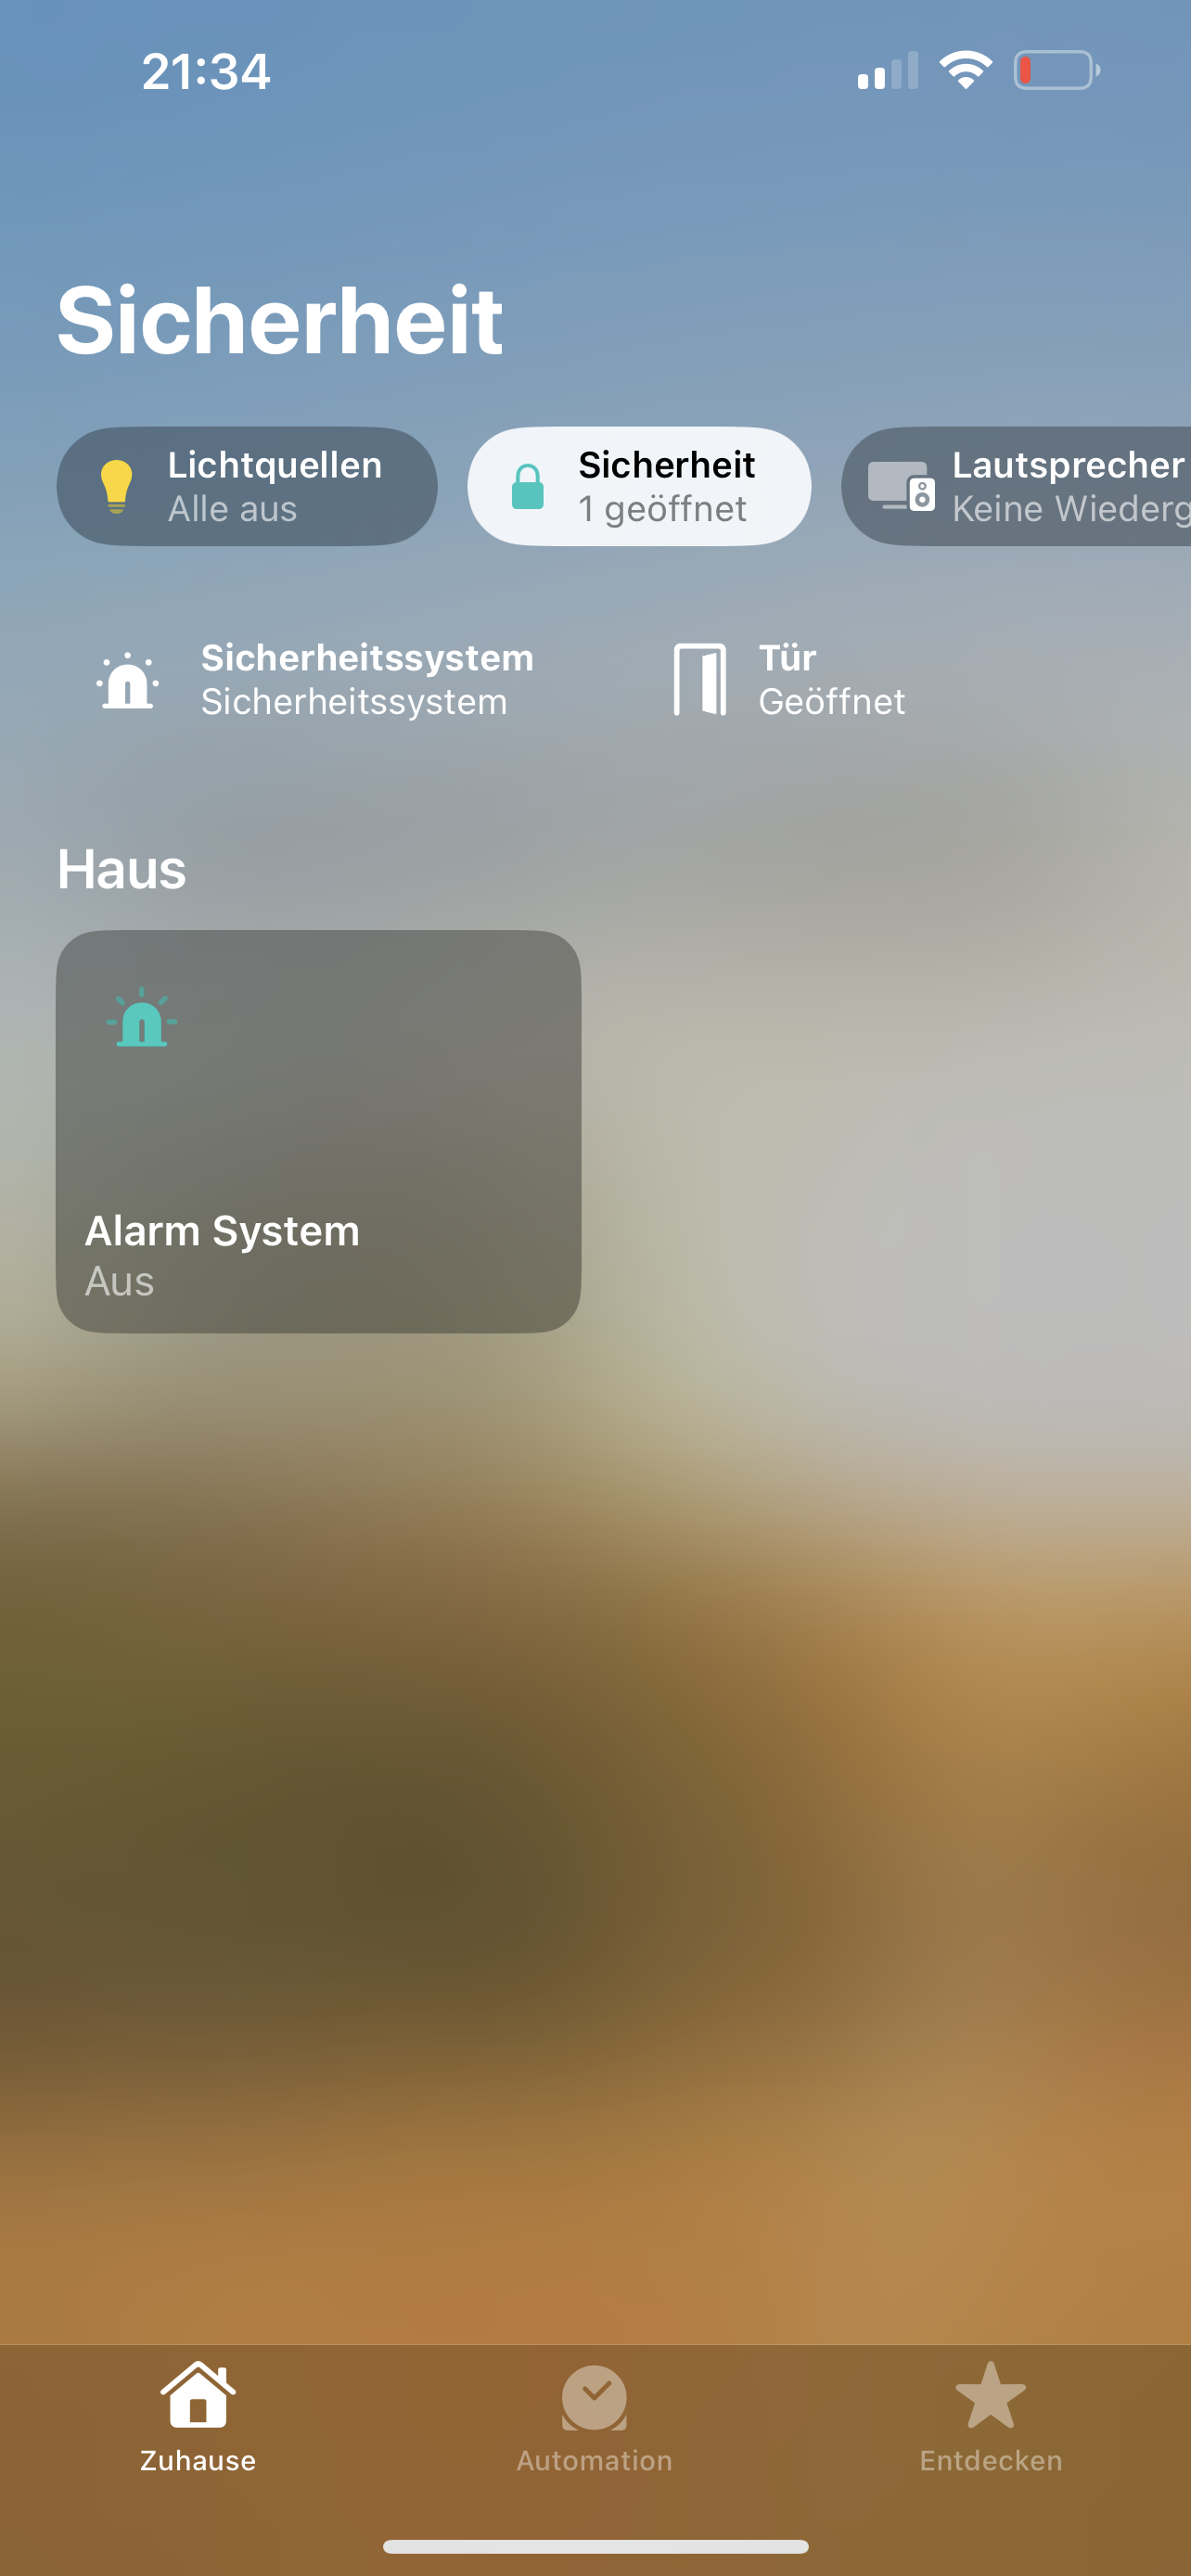 21:34
Sicherheit
Lichtquellen
Alle aus
Sicherheit
1 geöffnet
Lautsprecher
Keine Wiederg
Sicherheitssystem
Sicherheitssystem
Tür
Geöffnet
Haus
Alarm System
Aus
Zuhause
Automation
Entdecken